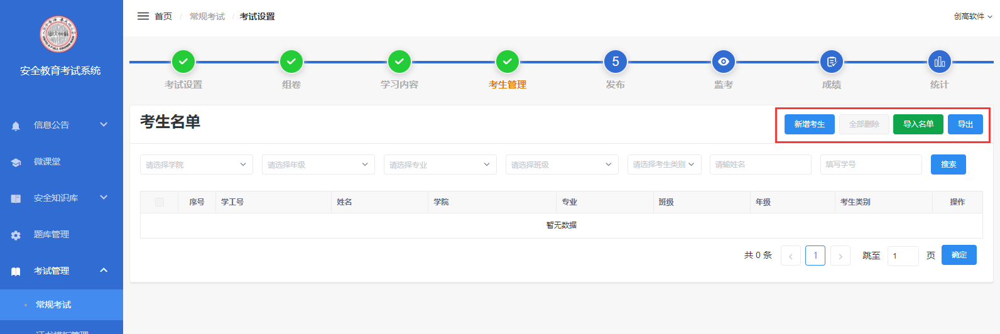 首页 / 常规考试 / 考试设置
创高软件
安全教育考试系统
信息公告
微课堂
安全知识库
题库管理
考试管理
常规考试
证书模板管理
5
考试设置 组卷 学习内容 考生管理 发布 监考 成绩 统计
考生名单
新增考生 全部删除 导入名单 导出
请选择学院 请选择年级 请选择专业 请选择班级 请选择考生类别 请输姓名 填写学号 搜索
序号 学工号 姓名 学院 专业 班级 年级 考生类别 操作
暂无数据
共 0 条 < 1 > 跳至 1 页 确定